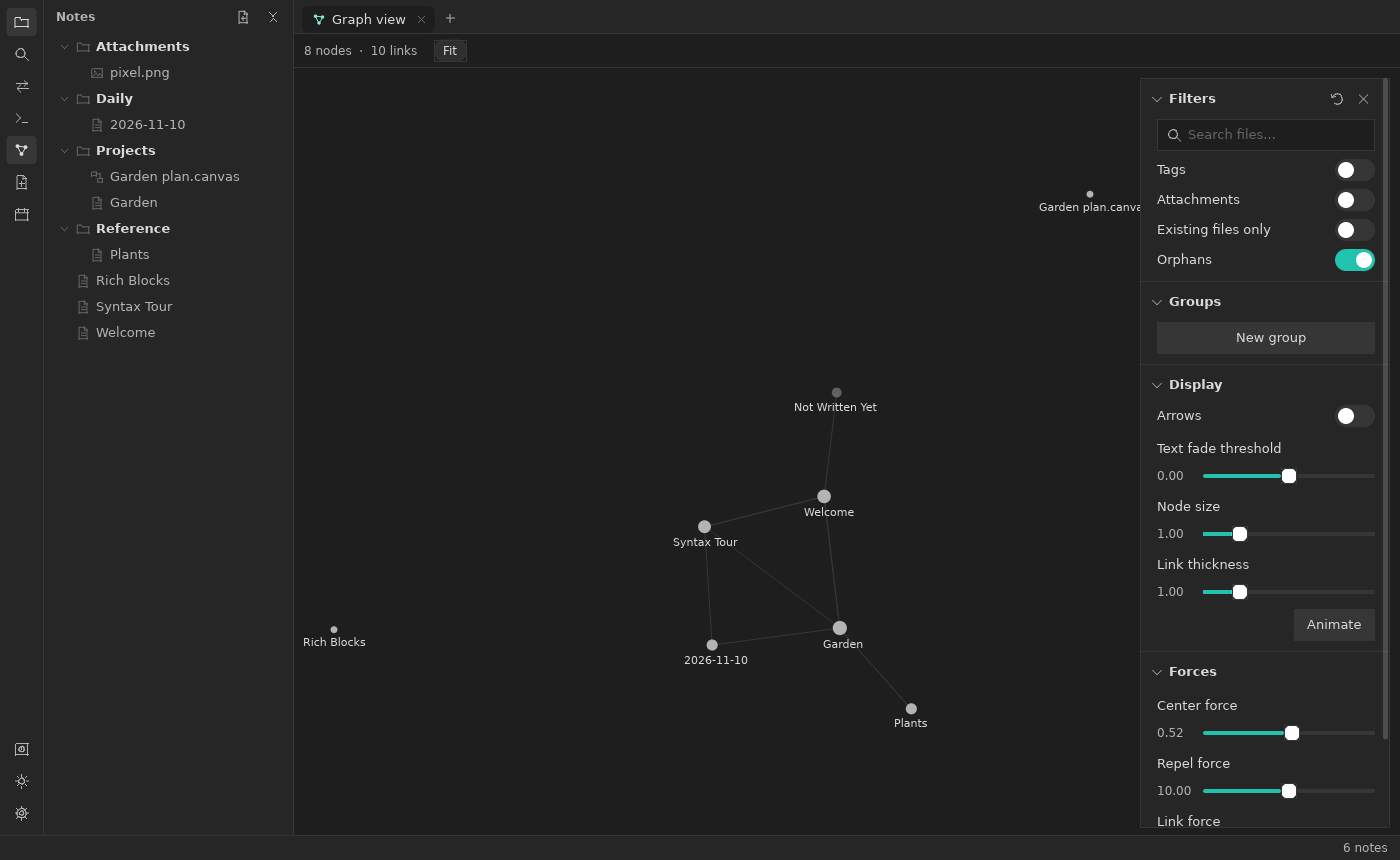 Notes
Attachments
pixel.png
Daily
2026-11-10
Projects
Garden plan.canvas
Garden
Reference
Plants
Rich Blocks
Syntax Tour
Welcome
Graph view
8 nodes · 10 links
Fit
Garden plan.canva
Not Written Yet
Welcome
Syntax Tour
Rich Blocks
Garden
2026-11-10
Plants
Filters
Search files...
Tags
Attachments
Existing files only
Orphans
Groups
New group
Display
Arrows
Text fade threshold
0.00
Node size
1.00
Link thickness
1.00
Animate
Forces
Center force
0.52
Repel force
10.00
Link force
6 notes